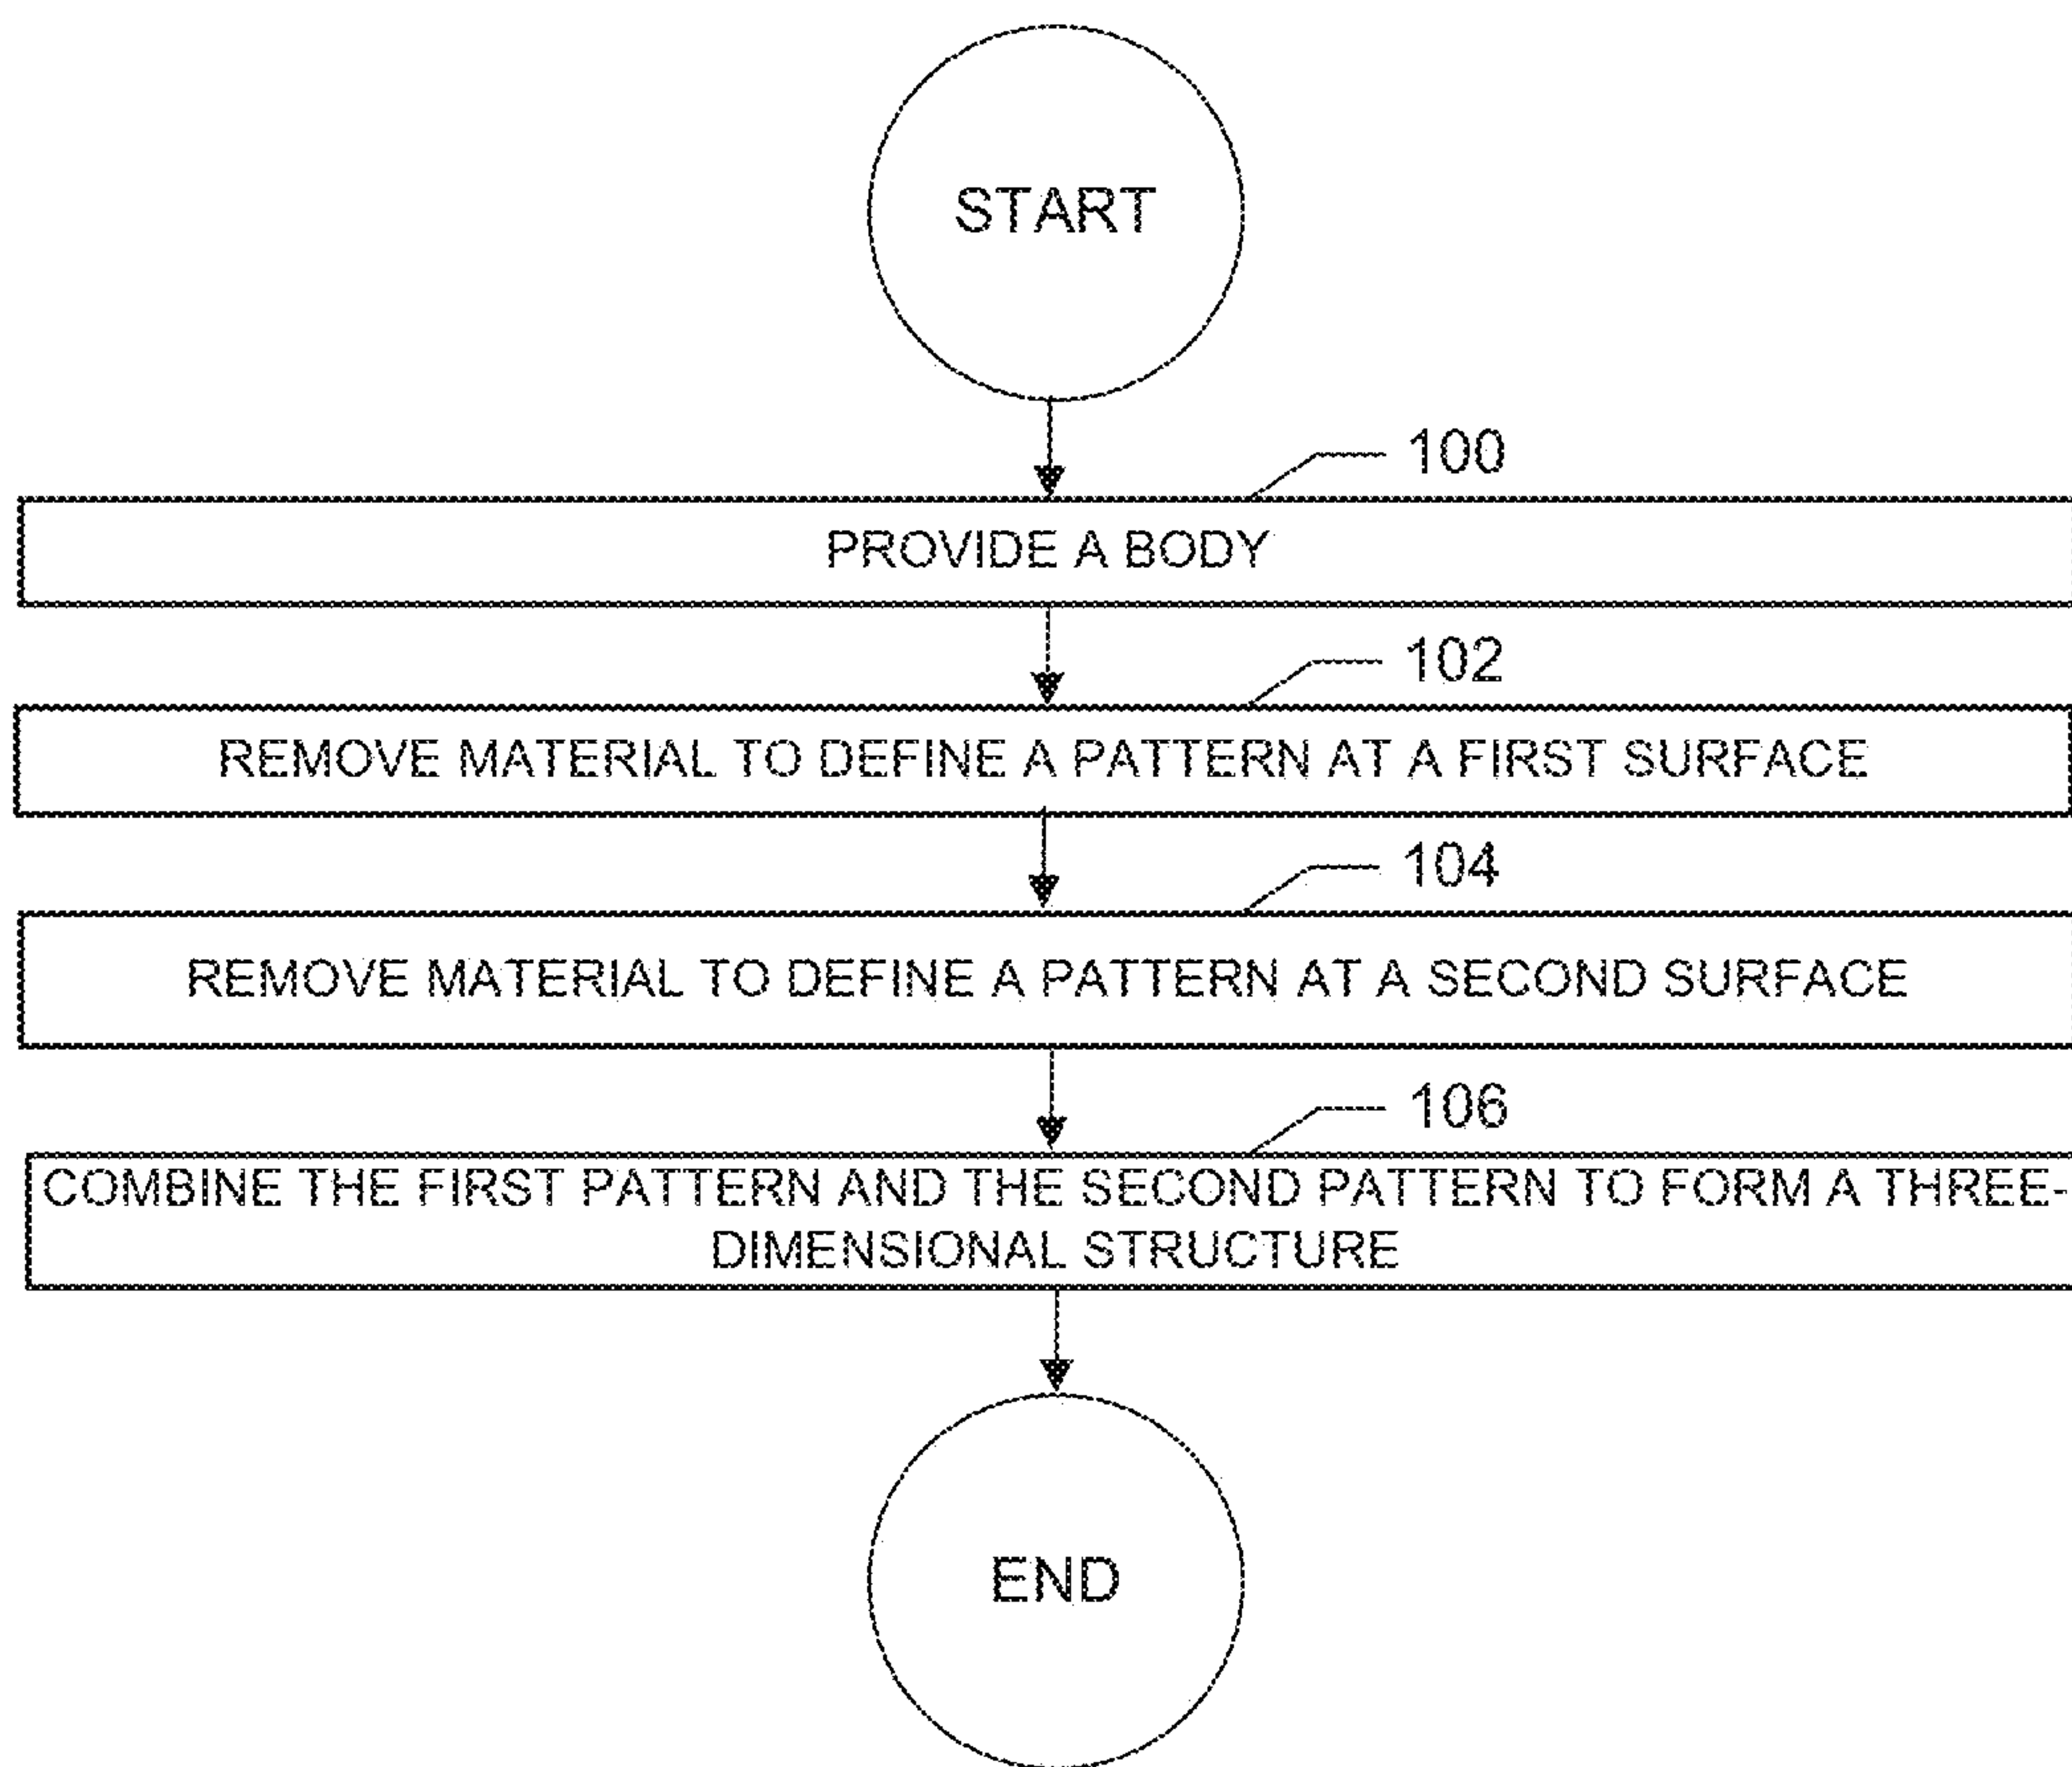 START
100
PROVIDE A BODY
102
REMOVE MATERIAL TO DEFINE A PATTERN AT A FIRST SURFACE
104
REMOVE MATERIAL TO DEFINE A PATTERN AT A SECOND SURFACE
106
COMBINE THE FIRST PATTERN AND THE SECOND PATTERN TO FORM A THREE-
DIMENSIONAL STRUCTURE
END